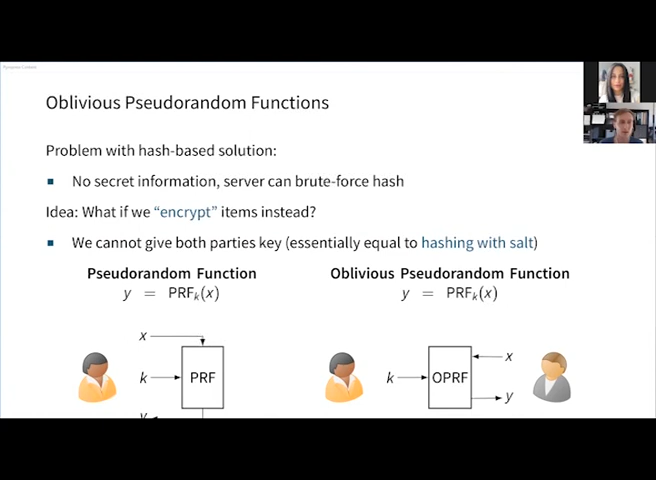 Oblivious Pseudorandom Functions
Problem with hash-based solution:
No secret information, server can brute-force hash
Idea: What if we “encrypt” items instead?
We cannot give both parties key (essentially equal to hashing with salt)
Pseudorandom Function
y = PRFₖ(x)
x
k
PRF
y
Oblivious Pseudorandom Function
y = PRFₖ(x)
k
OPRF
x
y